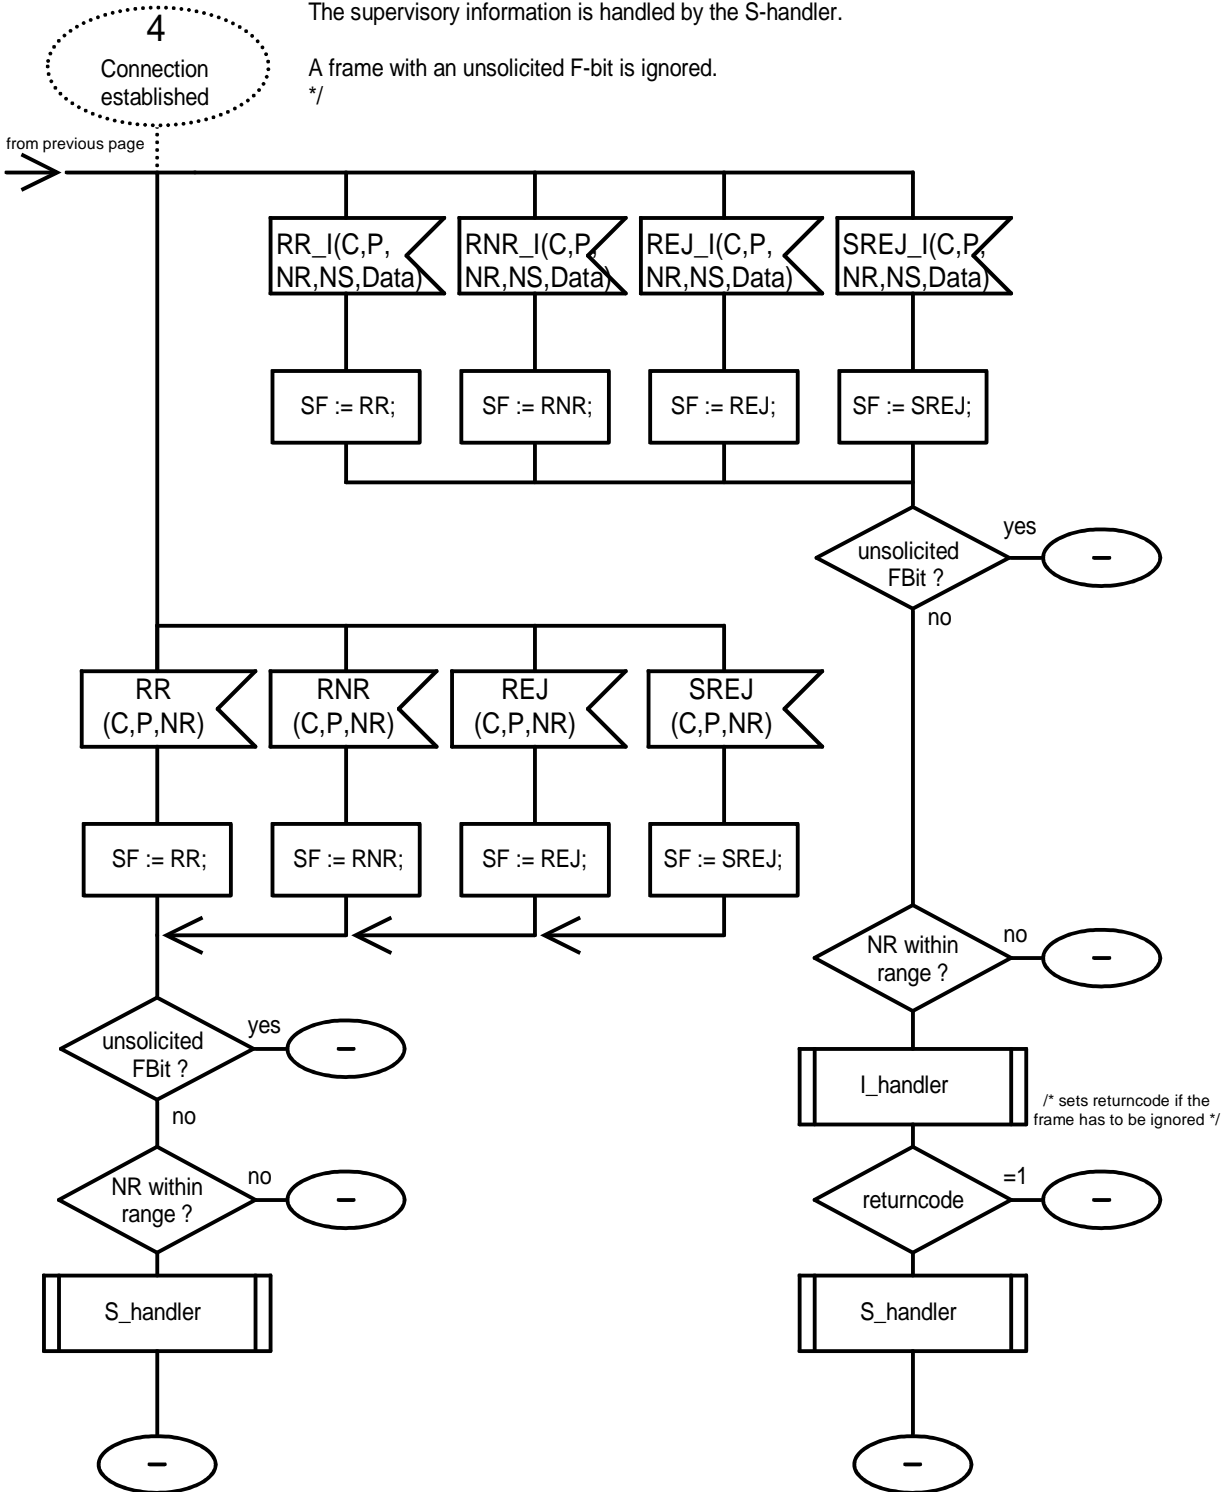 The supervisory information is handled by the S-handler.
A frame with an unsolicited F-bit is ignored.
*/
4
Connection
established
from previous page
RR_I(C,P,
NR,NS,Data)
RNR_I(C,P,
NR,NS,Data)
REJ_I(C,P,
NR,NS,Data)
SREJ_I(C,P,
NR,NS,Data)
SF := RR;
SF := RNR;
SF := REJ;
SF := SREJ;
unsolicited
FBit ?
yes
–
no
RR
(C,P,NR)
RNR
(C,P,NR)
REJ
(C,P,NR)
SREJ
(C,P,NR)
SF := RR;
SF := RNR;
SF := REJ;
SF := SREJ;
NR within
range ?
no
–
unsolicited
FBit ?
yes
–
no
I_handler
/* sets returncode if the
frame has to be ignored */
NR within
range ?
no
–
returncode
=1
–
S_handler
S_handler
–
–